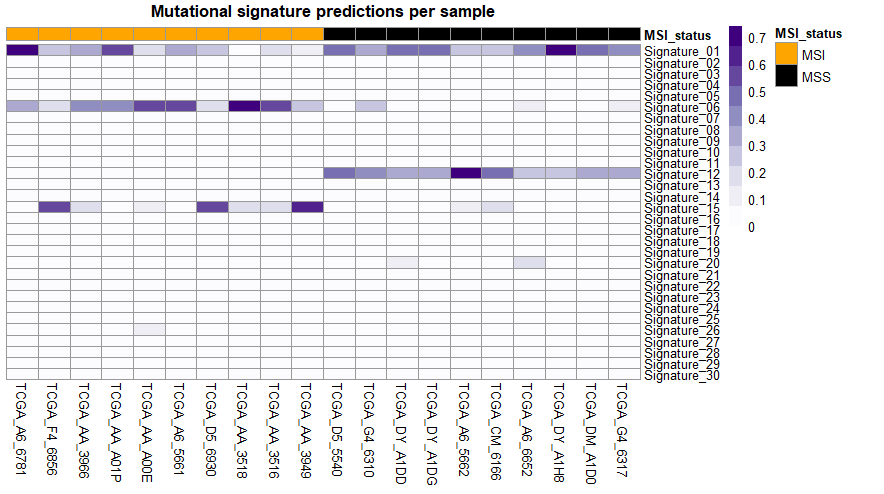 Mutational signature predictions per sample
MSI_status
Signature_01
Signature_02
Signature_03
Signature_04
Signature_05
Signature_06
Signature_07
Signature_08
Signature_09
Signature_10
Signature_11
Signature_12
Signature_13
Signature_14
Signature_15
Signature_16
Signature_17
Signature_18
Signature_19
Signature_20
Signature_21
Signature_22
Signature_23
Signature_24
Signature_25
Signature_26
Signature_27
Signature_28
Signature_29
Signature_30
0.7
0.6
0.5
0.4
0.3
0.2
0.1
0
MSI_status
MSI
MSS
TCGA_A6_6781
TCGA_F4_6856
TCGA_AA_3966
TCGA_AA_A01P
TCGA_AA_A00E
TCGA_A6_5661
TCGA_D5_6930
TCGA_AA_3518
TCGA_AA_3516
TCGA_AA_3949
TCGA_D5_5540
TCGA_G4_6310
TCGA_DY_A1DD
TCGA_DY_A1DG
TCGA_A6_5662
TCGA_CM_6166
TCGA_A6_6652
TCGA_DY_A1H8
TCGA_DM_A1D0
TCGA_G4_6317